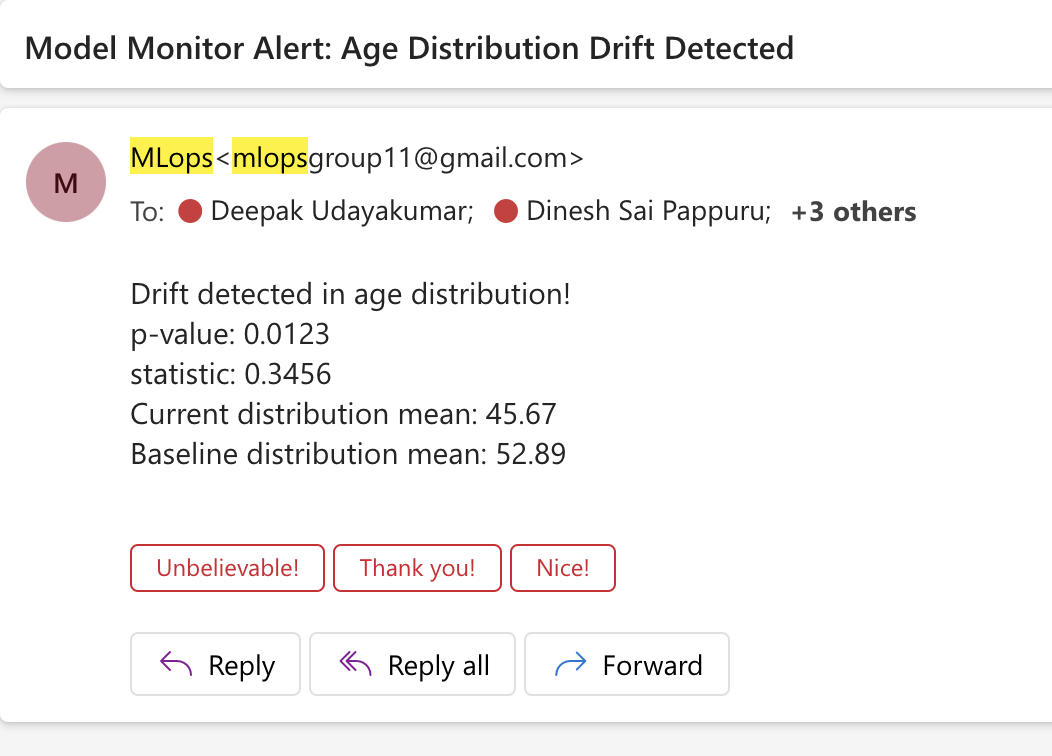 Model Monitor Alert: Age Distribution Drift Detected
M
MLops<mlopsgroup11@gmail.com>
To: Deepak Udayakumar; Dinesh Sai Pappuru; +3 others
Drift detected in age distribution!
p-value: 0.0123
statistic: 0.3456
Current distribution mean: 45.67
Baseline distribution mean: 52.89
Unbelievable! Thank you! Nice!
Reply Reply all Forward